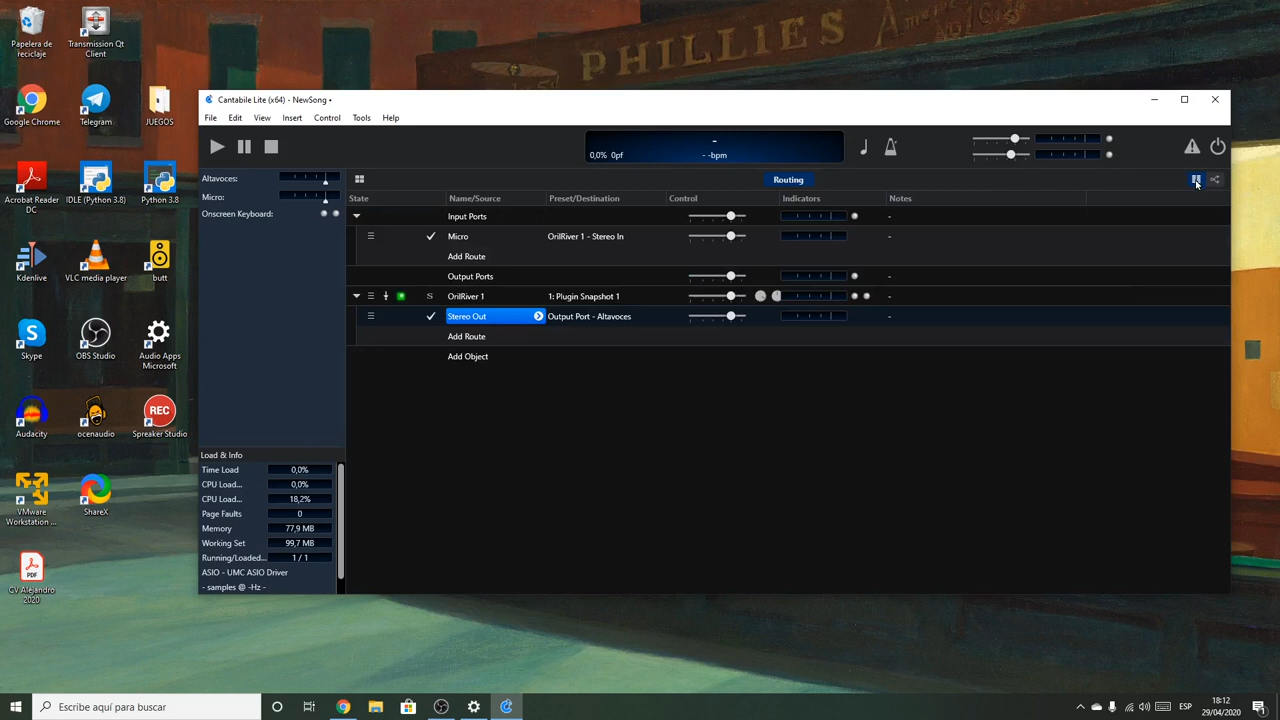 PHILLIES
Papelera de
reciclaje
Transmission Qt
Client
Google Chrome
Telegram
JUEGOS
Acrobat Reader
DC
IDLE (Python 3.8)
Python 3.8
Kdenlive
VLC media player
butt
Skype
OBS Studio
Audio Apps
Microsoft
Audacity
ocenaudio
REC
Spreaker Studio
VMware
Workstation ...
ShareX
PDF
CV Alejandro
2020
Cantabile Lite (x64) - NewSong •
File Edit View Insert Control Tools Help
-
0,0% 0pf - -bpm
Altavoces:
Micro:
Onscreen Keyboard:
Routing
State Name/Source Preset/Destination Control Indicators Notes
Input Ports -
Micro OrilRiver 1 - Stereo In -
Add Route
Output Ports -
S OrilRiver 1 1: Plugin Snapshot 1 -
Stereo Out Output Port - Altavoces -
Add Route
Add Object
Load & Info
Time Load 0,0%
CPU Load... 0,0%
CPU Load... 18,2%
Page Faults 0
Memory 77,9 MB
Working Set 99,7 MB
Running/Loaded... 1 / 1
ASIO - UMC ASIO Driver
- samples @ -Hz -
Escribe aquí para buscar
ESP
18:12
29/04/2020
1